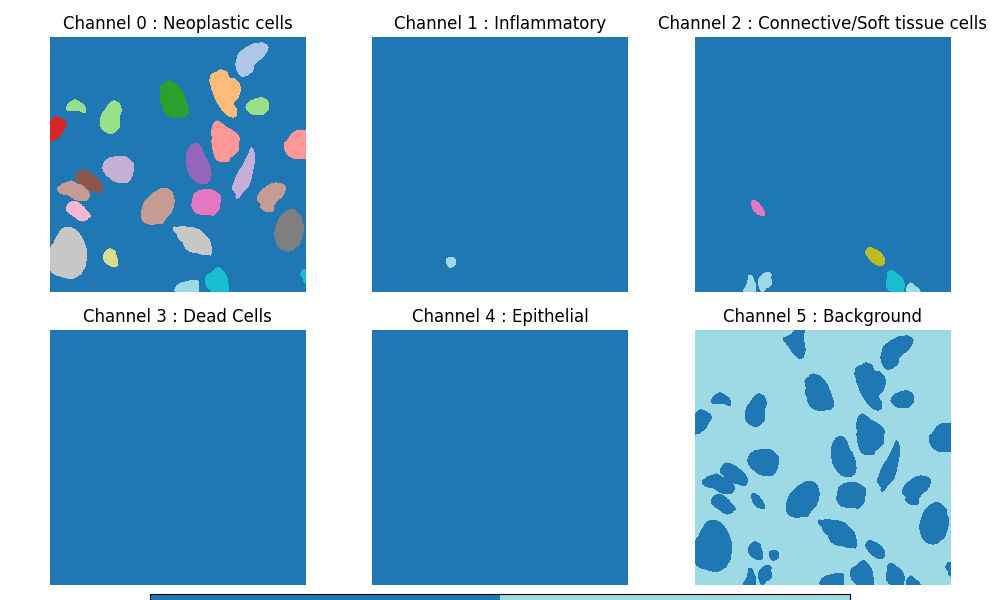 Channel 0 : Neoplastic cells
Channel 1 : Inflammatory
Channel 2 : Connective/Soft tissue cells
Channel 3 : Dead Cells
Channel 4 : Epithelial
Channel 5 : Background